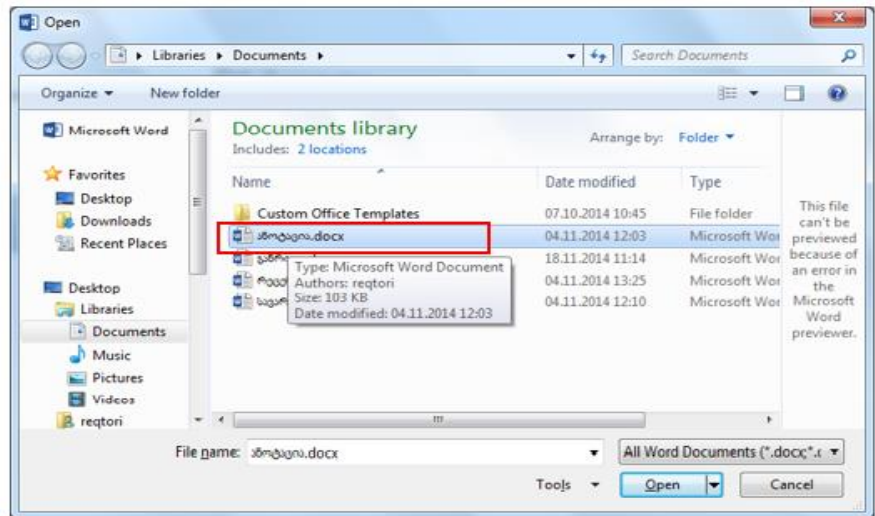 Open
Libraries ▸ Documents ▸
Search Documents
Organize ▾ New folder
Microsoft Word
Favorites
Desktop
Downloads
Recent Places
Desktop
Libraries
Documents
Music
Pictures
Videos
reqtori
Documents library
Includes: 2 locations
Arrange by: Folder ▾
Name Date modified Type
Custom Office Templates 07.10.2014 10:45 File folder
ანოტაცია.docx 04.11.2014 12:03 Microsoft Wor
18.11.2014 11:14 Microsoft Wor
04.11.2014 13:25 Microsoft Wor
04.11.2014 12:10 Microsoft Wor
Type: Microsoft Word Document
Authors: reqtori
Size: 103 KB
Date modified: 04.11.2014 12:03
This file
can't be
previewed
because of
an error in
the
Microsoft
Word
previewer.
File name: ანოტაცია.docx
All Word Documents (*.docx;*.c
Tools ▾ Open Cancel